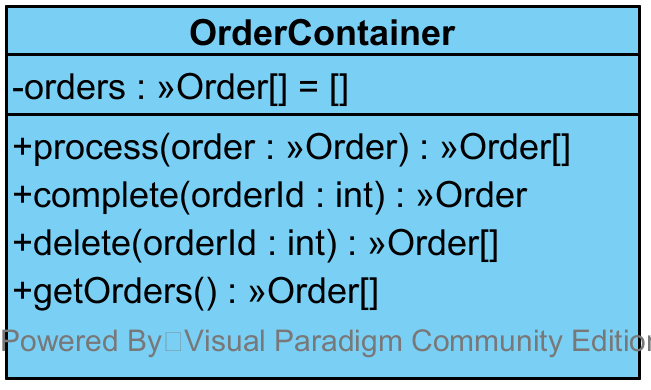 OrderContainer
-orders : »Order[] = []
+process(order : »Order) : »Order[]
+complete(orderId : int) : »Order
+delete(orderId : int) : »Order[]
+getOrders() : »Order[]
Powered By□Visual Paradigm Community Edition